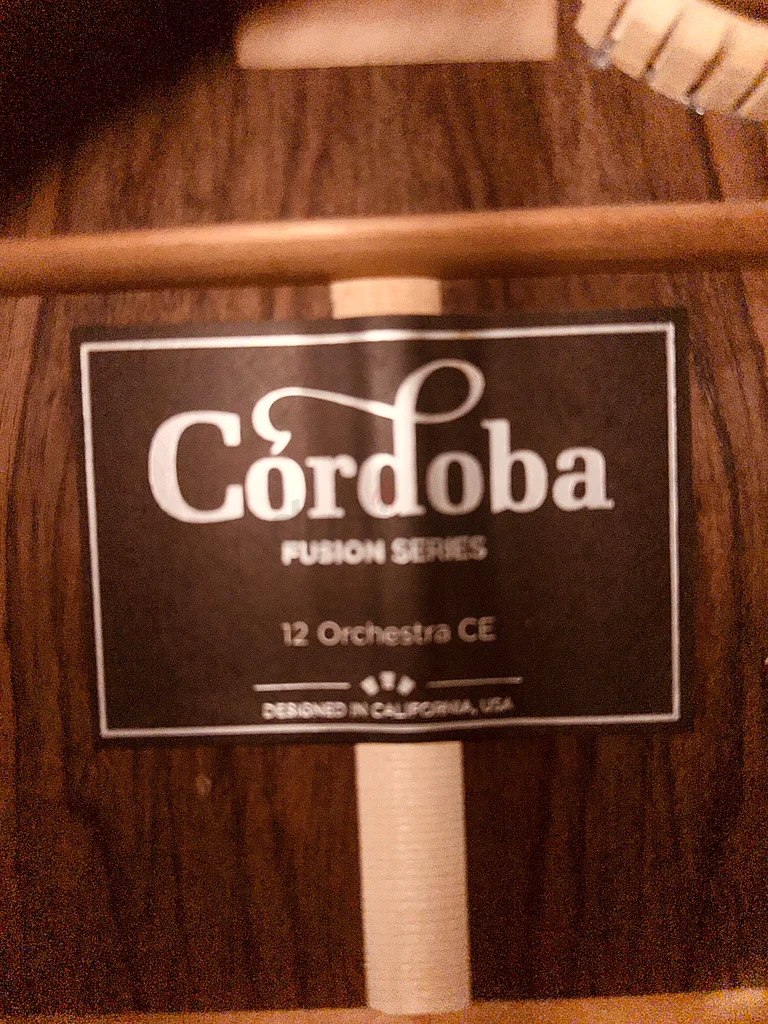 Córdoba
FUSION SERIES
12 Orchestra CE
DESIGNED IN CALIFORNIA, USA